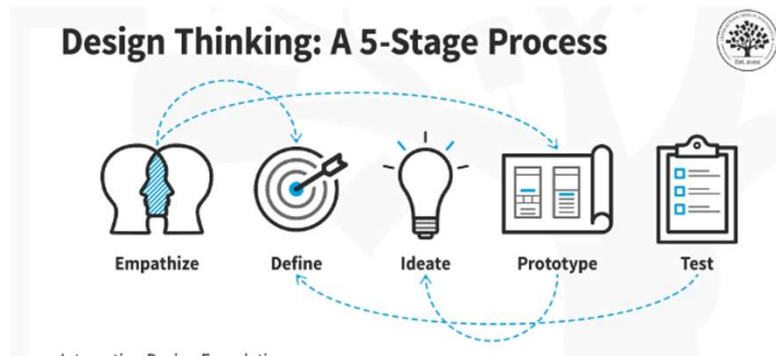 Design Thinking: A 5-Stage Process
Empathize
Define
Ideate
Prototype
Test